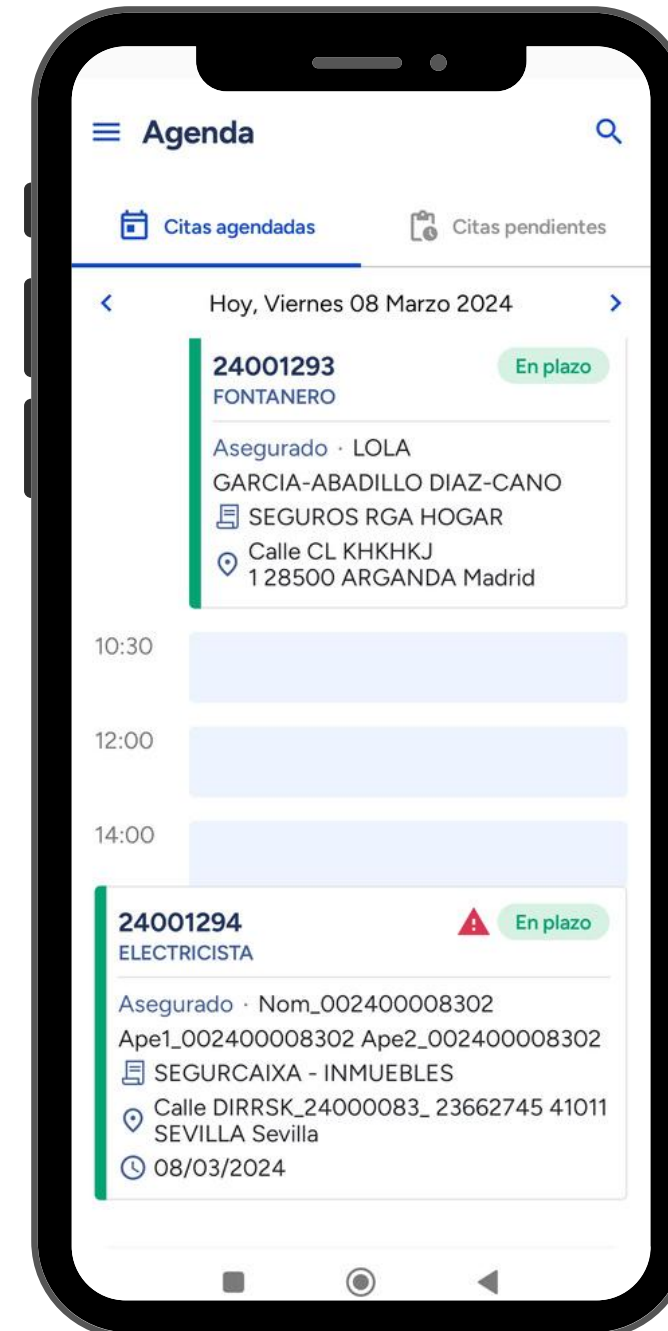 Agenda
Citas agendadas
Citas pendientes
Hoy, Viernes 08 Marzo 2024
24001293
En plazo
FONTANERO
Asegurado · LOLA
GARCIA-ABADILLO DIAZ-CANO
SEGUROS RGA HOGAR
Calle CL KHKHKJ
1 28500 ARGANDA Madrid
10:30
12:00
14:00
24001294
En plazo
ELECTRICISTA
Asegurado · Nom_002400008302
Ape1_002400008302 Ape2_002400008302
SEGURCAIXA - INMUEBLES
Calle DIRRSK_24000083_ 23662745 41011
SEVILLA Sevilla
08/03/2024